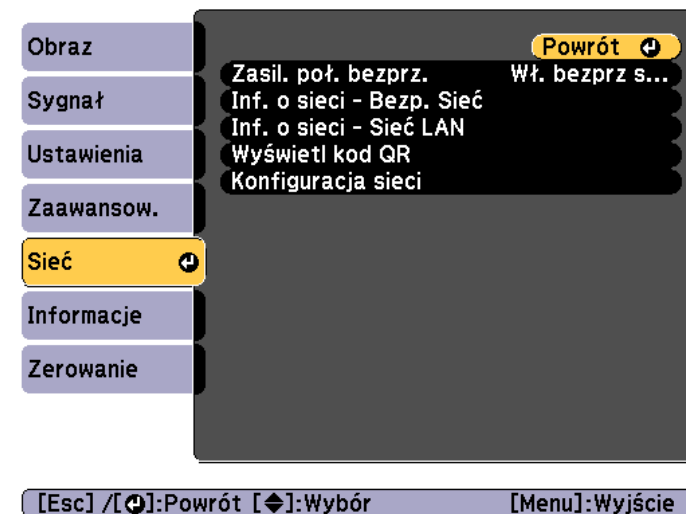 Obraz
Sygnał
Ustawienia
Zaawansow.
Sieć
Informacje
Zerowanie
Powrót
Zasil. poł. bezprz. Wł. bezprz s...
Inf. o sieci - Bezp. Sieć
Inf. o sieci - Sieć LAN
Wyświetl kod QR
Konfiguracja sieci
[Esc] /[⏎]:Powrót [◆]:Wybór [Menu]:Wyjście